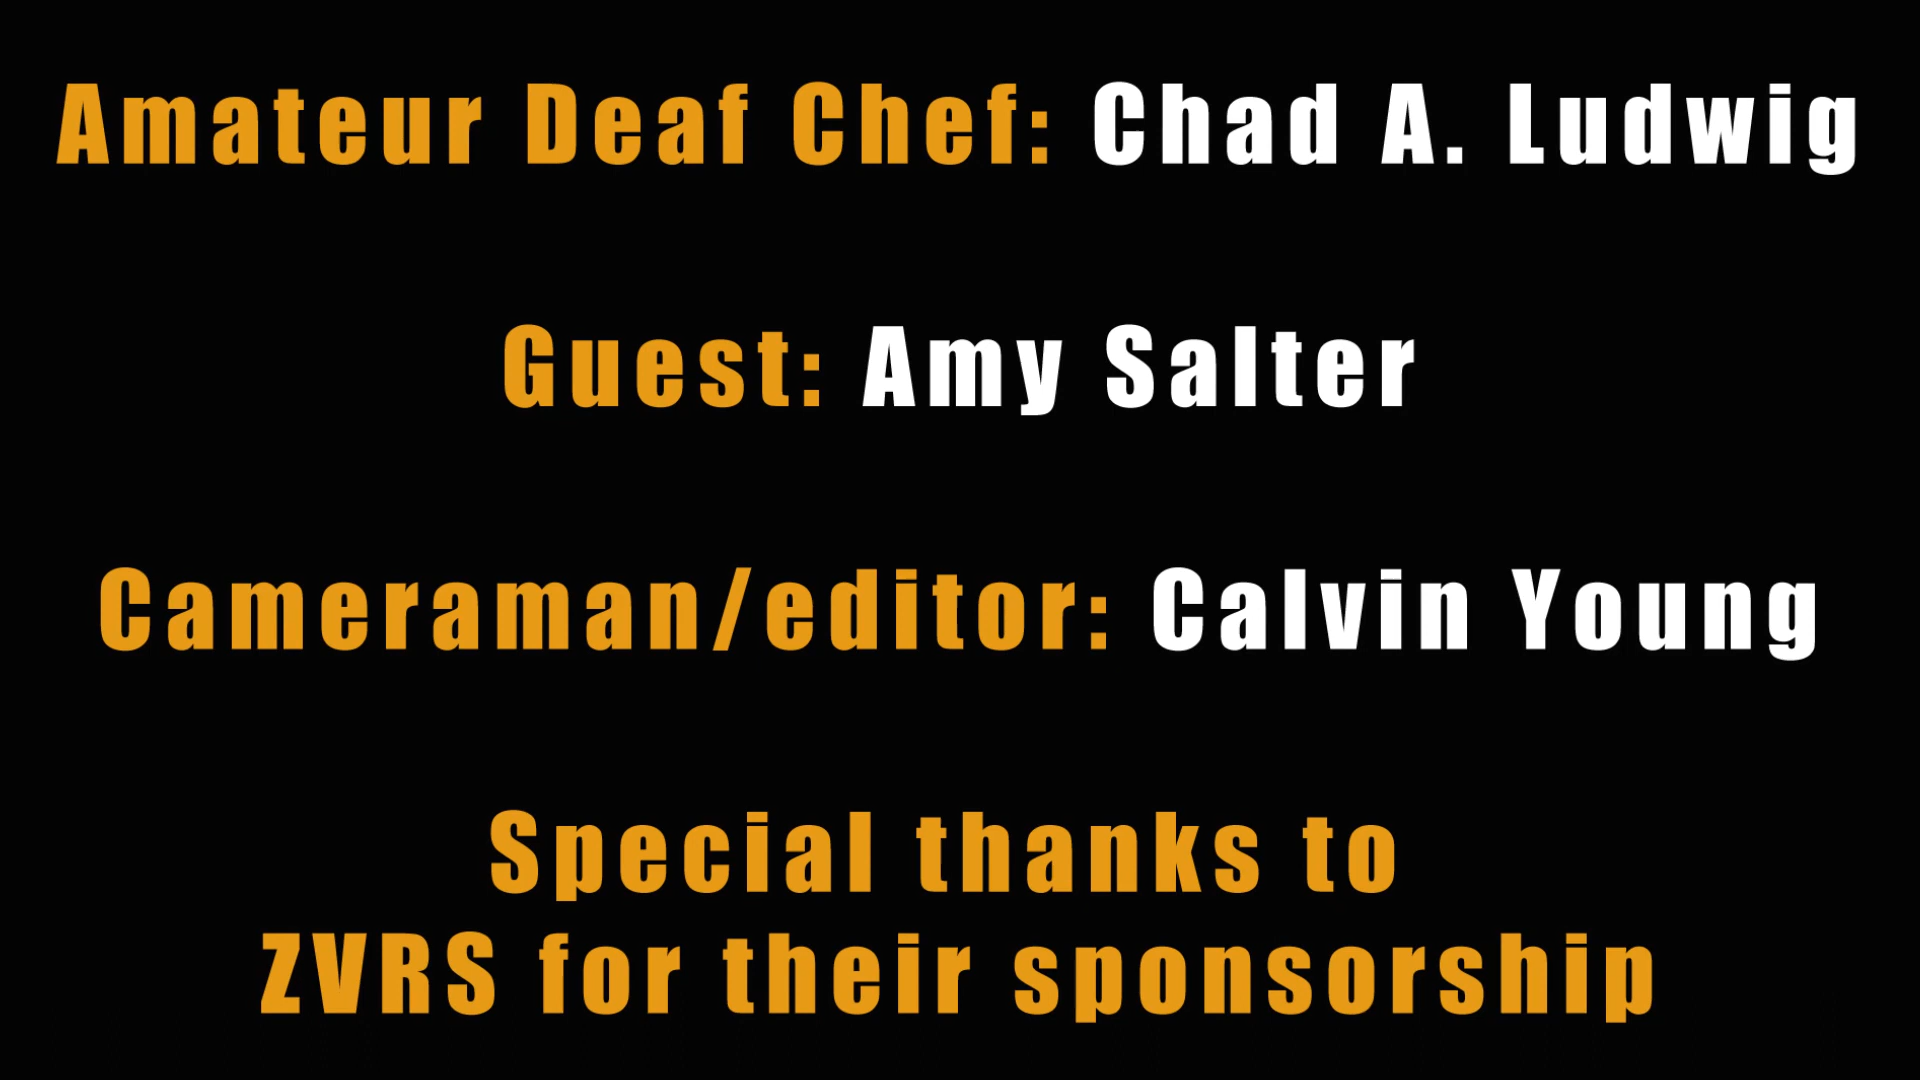 Amateur Deaf Chef: Chad A. Ludwig
Guest: Amy Salter
Cameraman/editor: Calvin Young
Special thanks to
ZVRS for their sponsorship